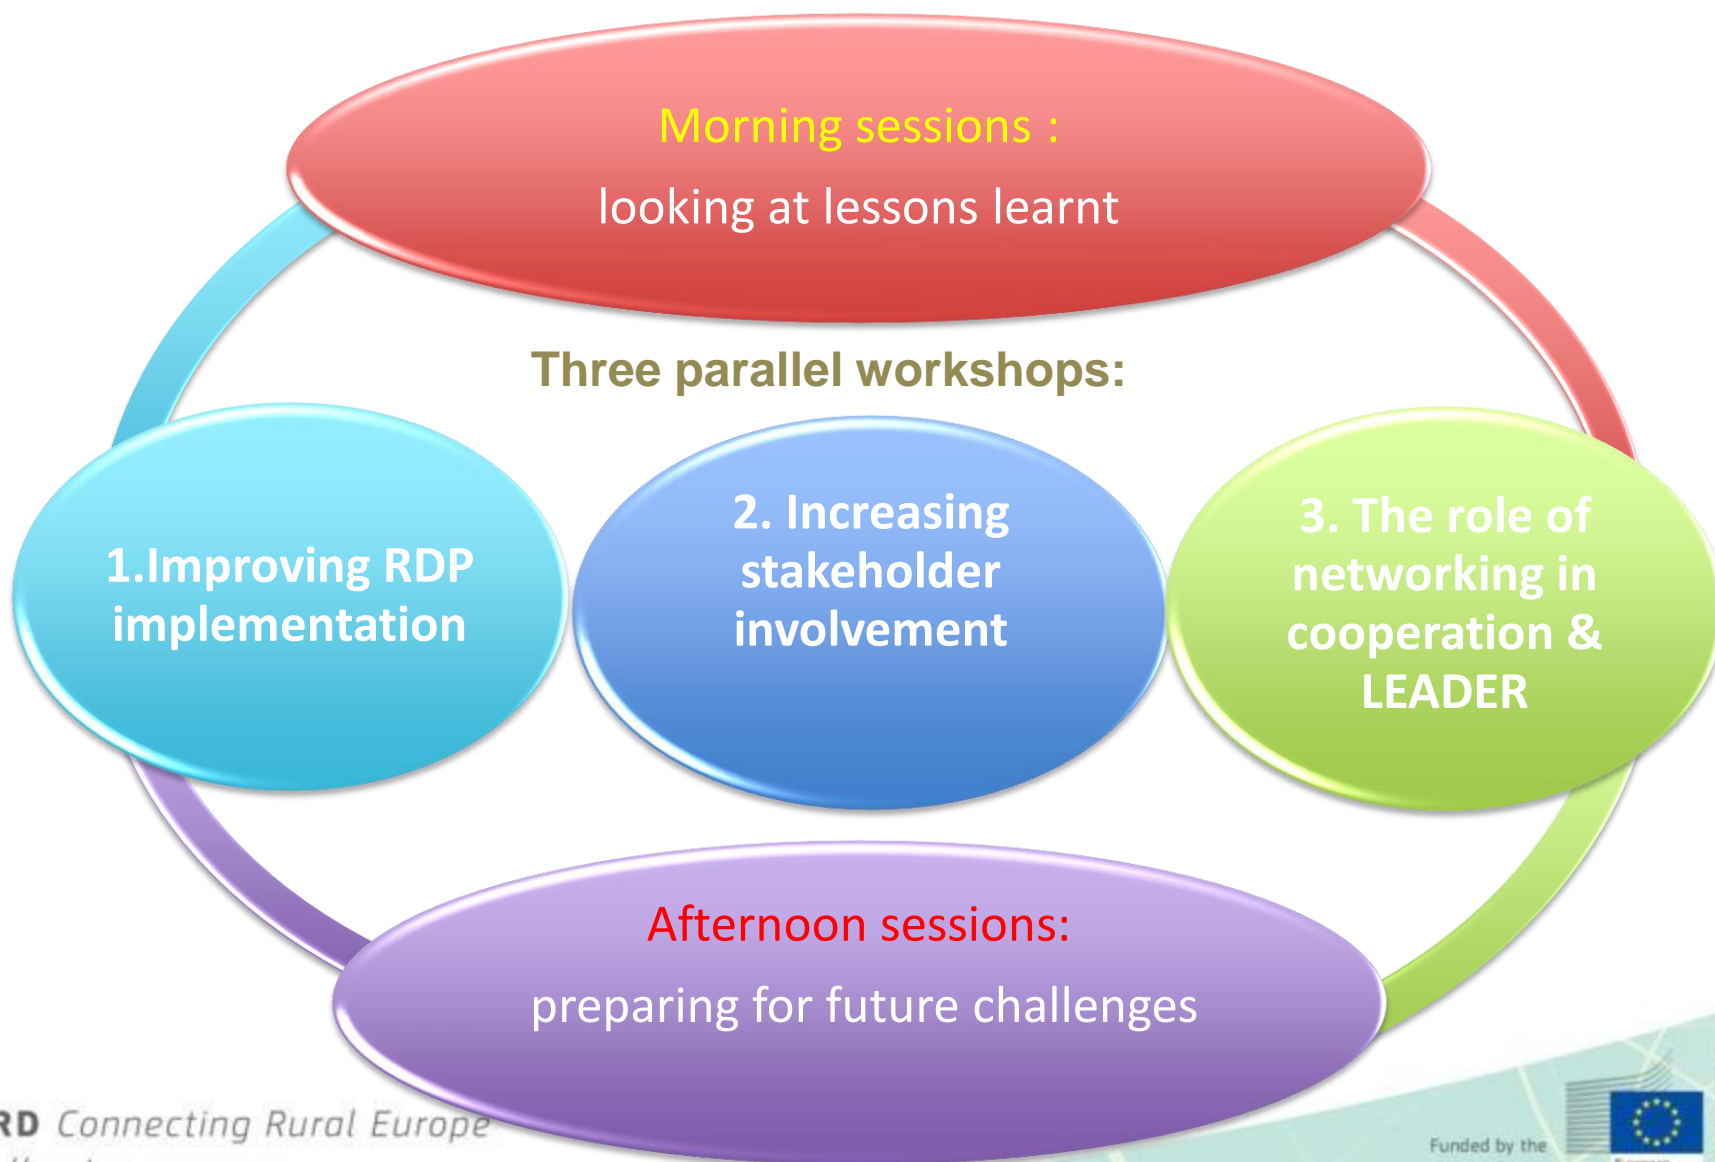 Morning sessions :
looking at lessons learnt
Three parallel workshops:
1.Improving RDP
implementation
2. Increasing
stakeholder
involvement
3. The role of
networking in
cooperation &
LEADER
Afternoon sessions:
preparing for future challenges
RD Connecting Rural Europe
Funded by the